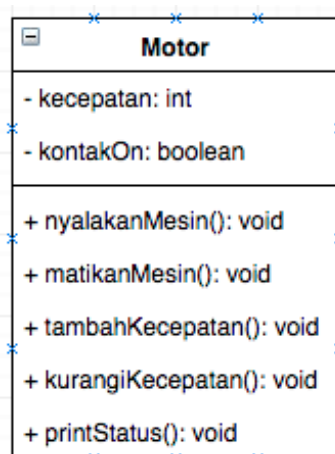 Motor
- kecepatan: int
- kontakOn: boolean
+ nyalakanMesin(): void
+ matikanMesin(): void
+ tambahKecepatan(): void
+ kurangiKecepatan(): void
+ printStatus(): void